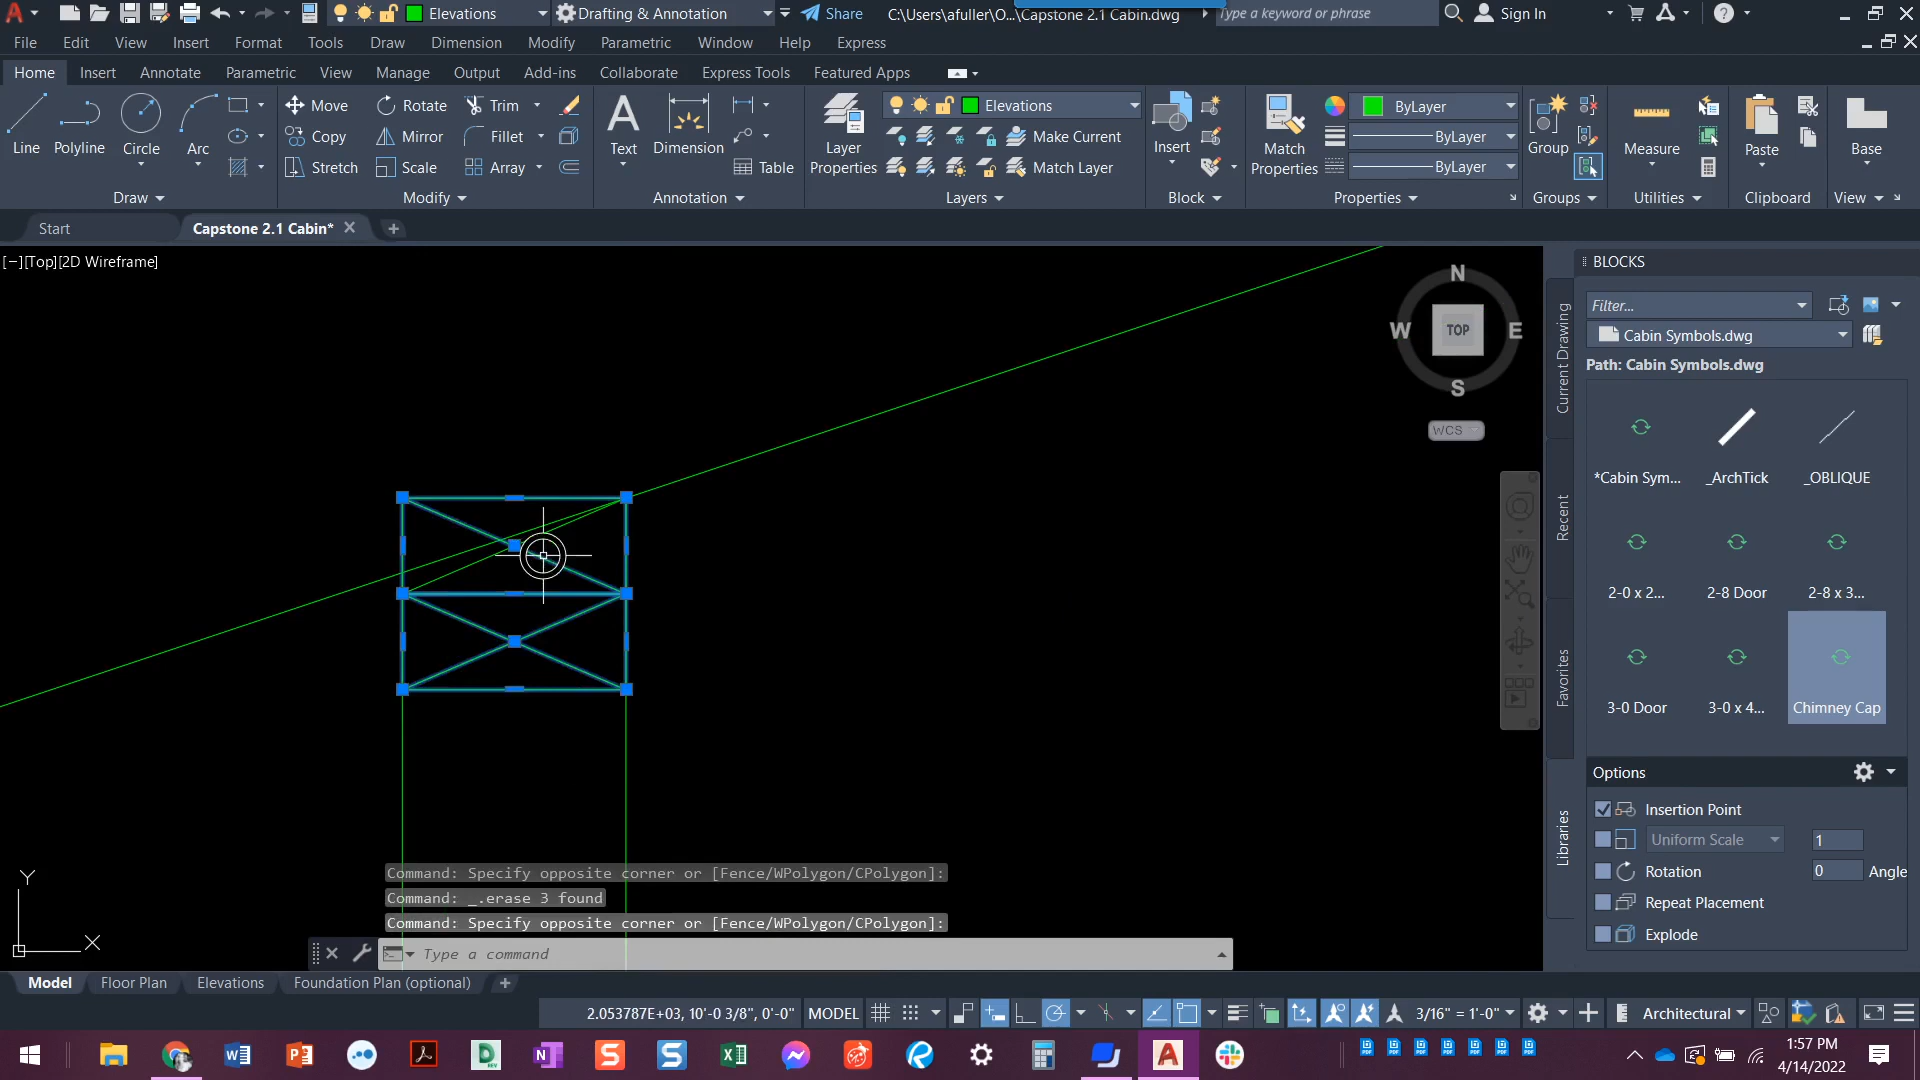 Elevations
Drafting & Annotation
Share
C:\Users\afuller\O...\Capstone 2.1 Cabin.dwg
Type a keyword or phrase
Sign In
File Edit View Insert Format Tools Draw Dimension Modify Parametric Window Help Express
Home Insert Annotate Parametric View Manage Output Add-ins Collaborate Express Tools Featured Apps
Line Polyline Circle Arc
Move Rotate Trim
Copy Mirror Fillet
Stretch Scale Array
Text Dimension Table
Layer Properties
Elevations
Make Current
Match Layer
Insert
Match Properties
ByLayer
ByLayer
ByLayer
Group Measure Paste Base
Draw Modify Annotation Layers Block Properties Groups Utilities Clipboard View
Start Capstone 2.1 Cabin*
[−][Top][2D Wireframe]
N
W TOP E
S
WCS
BLOCKS
Filter...
Cabin Symbols.dwg
Path: Cabin Symbols.dwg
Current Drawing
Recent
Favorites
Libraries
*Cabin Sym... _ArchTick _OBLIQUE
2-0 x 2... 2-8 Door 2-8 x 3...
3-0 Door 3-0 x 4... Chimney Cap
Options
Insertion Point
Uniform Scale 1
Rotation 0 Angle
Repeat Placement
Explode
Command: Specify opposite corner or [Fence/WPolygon/CPolygon]:
Command: _.erase 3 found
Command: Specify opposite corner or [Fence/WPolygon/CPolygon]:
Type a command
Y
X
Model Floor Plan Elevations Foundation Plan (optional)
2.053787E+03, 10'-0 3/8", 0'-0" MODEL 3/16" = 1'-0" Architectural
1:57 PM
4/14/2022